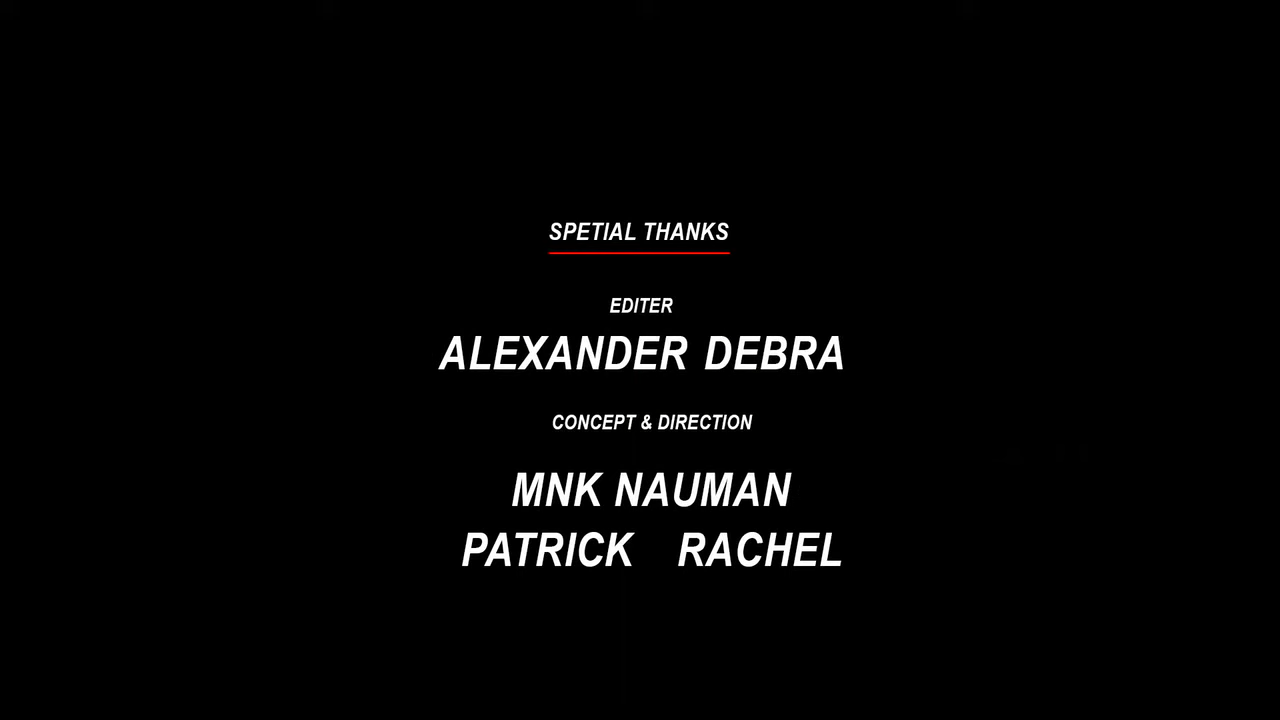 SPETIAL THANKS
EDITER
ALEXANDER DEBRA
CONCEPT & DIRECTION
MNK NAUMAN
PATRICK RACHEL